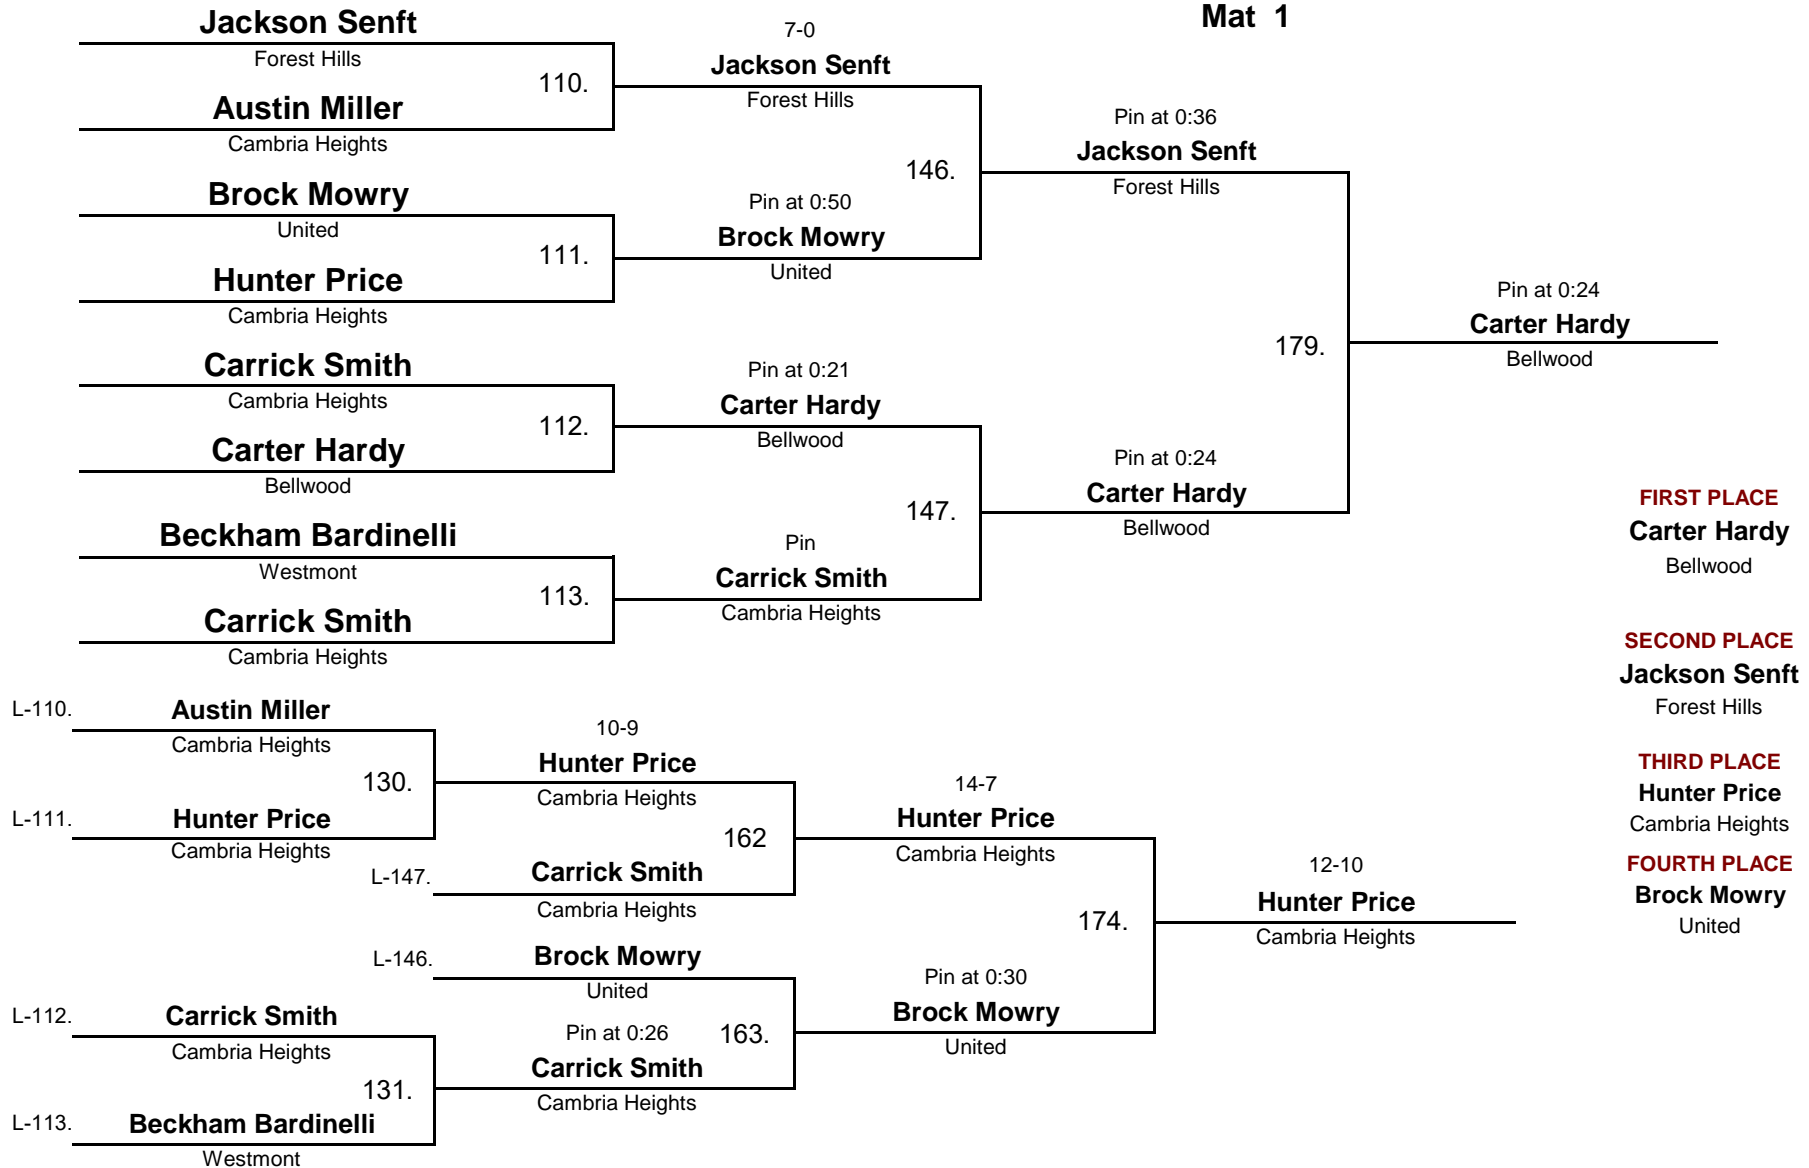 Mat 1
Jackson Senft
Forest Hills
110.
Austin Miller
Cambria Heights
Brock Mowry
United
111.
Hunter Price
Cambria Heights
Carrick Smith
Cambria Heights
112.
Carter Hardy
Bellwood
Beckham Bardinelli
Westmont
113.
Carrick Smith
Cambria Heights
7-0
Jackson Senft
Forest Hills
146.
Pin at 0:50
Brock Mowry
United
Pin at 0:21
Carter Hardy
Bellwood
147.
Pin
Carrick Smith
Cambria Heights
Pin at 0:36
Jackson Senft
Forest Hills
179.
Pin at 0:24
Carter Hardy
Bellwood
Pin at 0:24
Carter Hardy
Bellwood
FIRST PLACE
Carter Hardy
Bellwood
SECOND PLACE
Jackson Senft
Forest Hills
THIRD PLACE
Hunter Price
Cambria Heights
FOURTH PLACE
Brock Mowry
United
L-110.
Austin Miller
Cambria Heights
130.
L-111.
Hunter Price
Cambria Heights
10-9
Hunter Price
Cambria Heights
162
L-147.
Carrick Smith
Cambria Heights
L-146.
Brock Mowry
United
L-112.
Carrick Smith
Cambria Heights
131.
L-113.
Beckham Bardinelli
Westmont
Pin at 0:26
163.
Carrick Smith
Cambria Heights
14-7
Hunter Price
Cambria Heights
174.
Pin at 0:30
Brock Mowry
United
12-10
Hunter Price
Cambria Heights